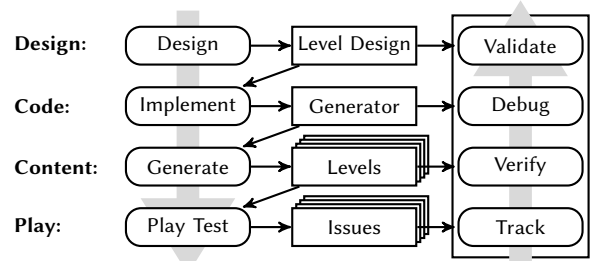 Design: Design Level Design Validate
Code: Implement Generator Debug
Content: Generate Levels Verify
Play: Play Test Issues Track